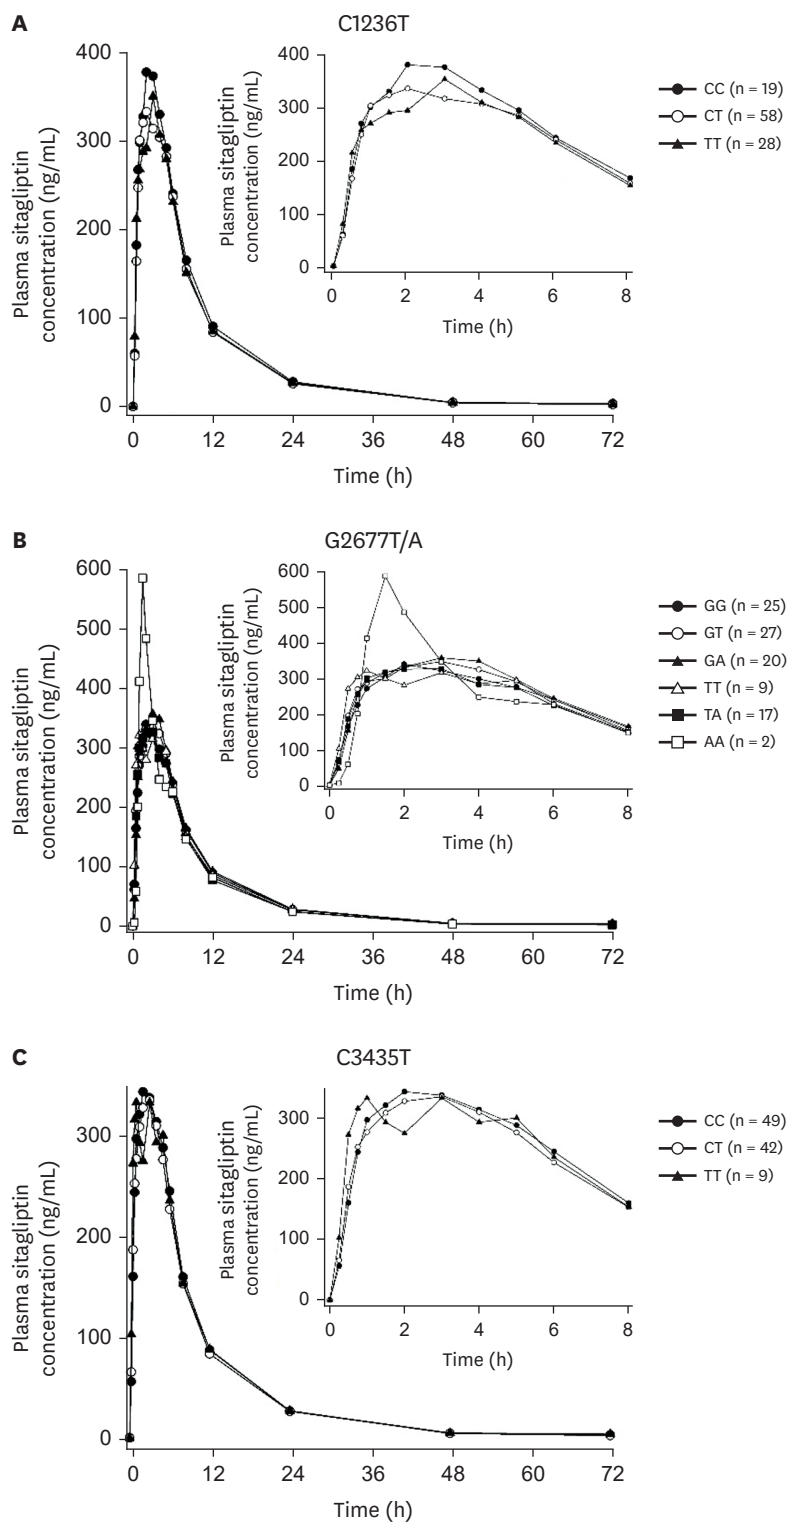 A
C1236T
400
300
200
100
0
Plasma sitagliptin
concentration (ng/mL)
0 12 24 36 48 60 72
Time (h)
400
300
200
100
0
Plasma sitagliptin
concentration (ng/mL)
0 2 4 6 8
Time (h)
CC (n = 19)
CT (n = 58)
TT (n = 28)
B
G2677T/A
600
500
400
300
200
100
0
Plasma sitagliptin
concentration (ng/mL)
0 12 24 36 48 60 72
Time (h)
600
500
400
300
200
100
0
Plasma sitagliptin
concentration (ng/mL)
0 2 4 6 8
Time (h)
GG (n = 25)
GT (n = 27)
GA (n = 20)
TT (n = 9)
TA (n = 17)
AA (n = 2)
C
C3435T
300
200
100
0
Plasma sitagliptin
concentration (ng/mL)
0 12 24 36 48 60 72
Time (h)
300
200
100
0
Plasma sitagliptin
concentration (ng/mL)
0 2 4 6 8
Time (h)
CC (n = 49)
CT (n = 42)
TT (n = 9)